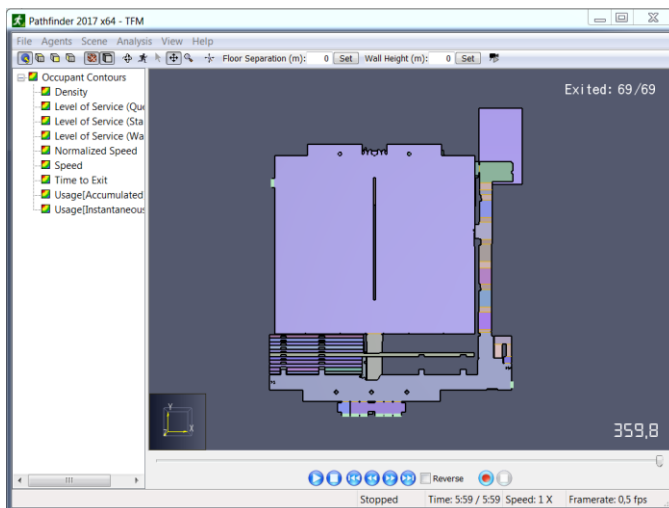 Pathfinder 2017 x64 - TFM
File Agents Scene Analysis View Help
Floor Separation (m): 0 Set Wall Height (m): 0 Set
Occupant Contours
Density
Level of Service (Que
Level of Service (Sta
Level of Service (Wa
Normalized Speed
Speed
Time to Exit
Usage[Accumulated]
Usage[Instantaneous
Exited: 69/69
359,8
Y
X
Reverse
Stopped Time: 5:59 / 5:59 Speed: 1 X Framerate: 0,5 fps